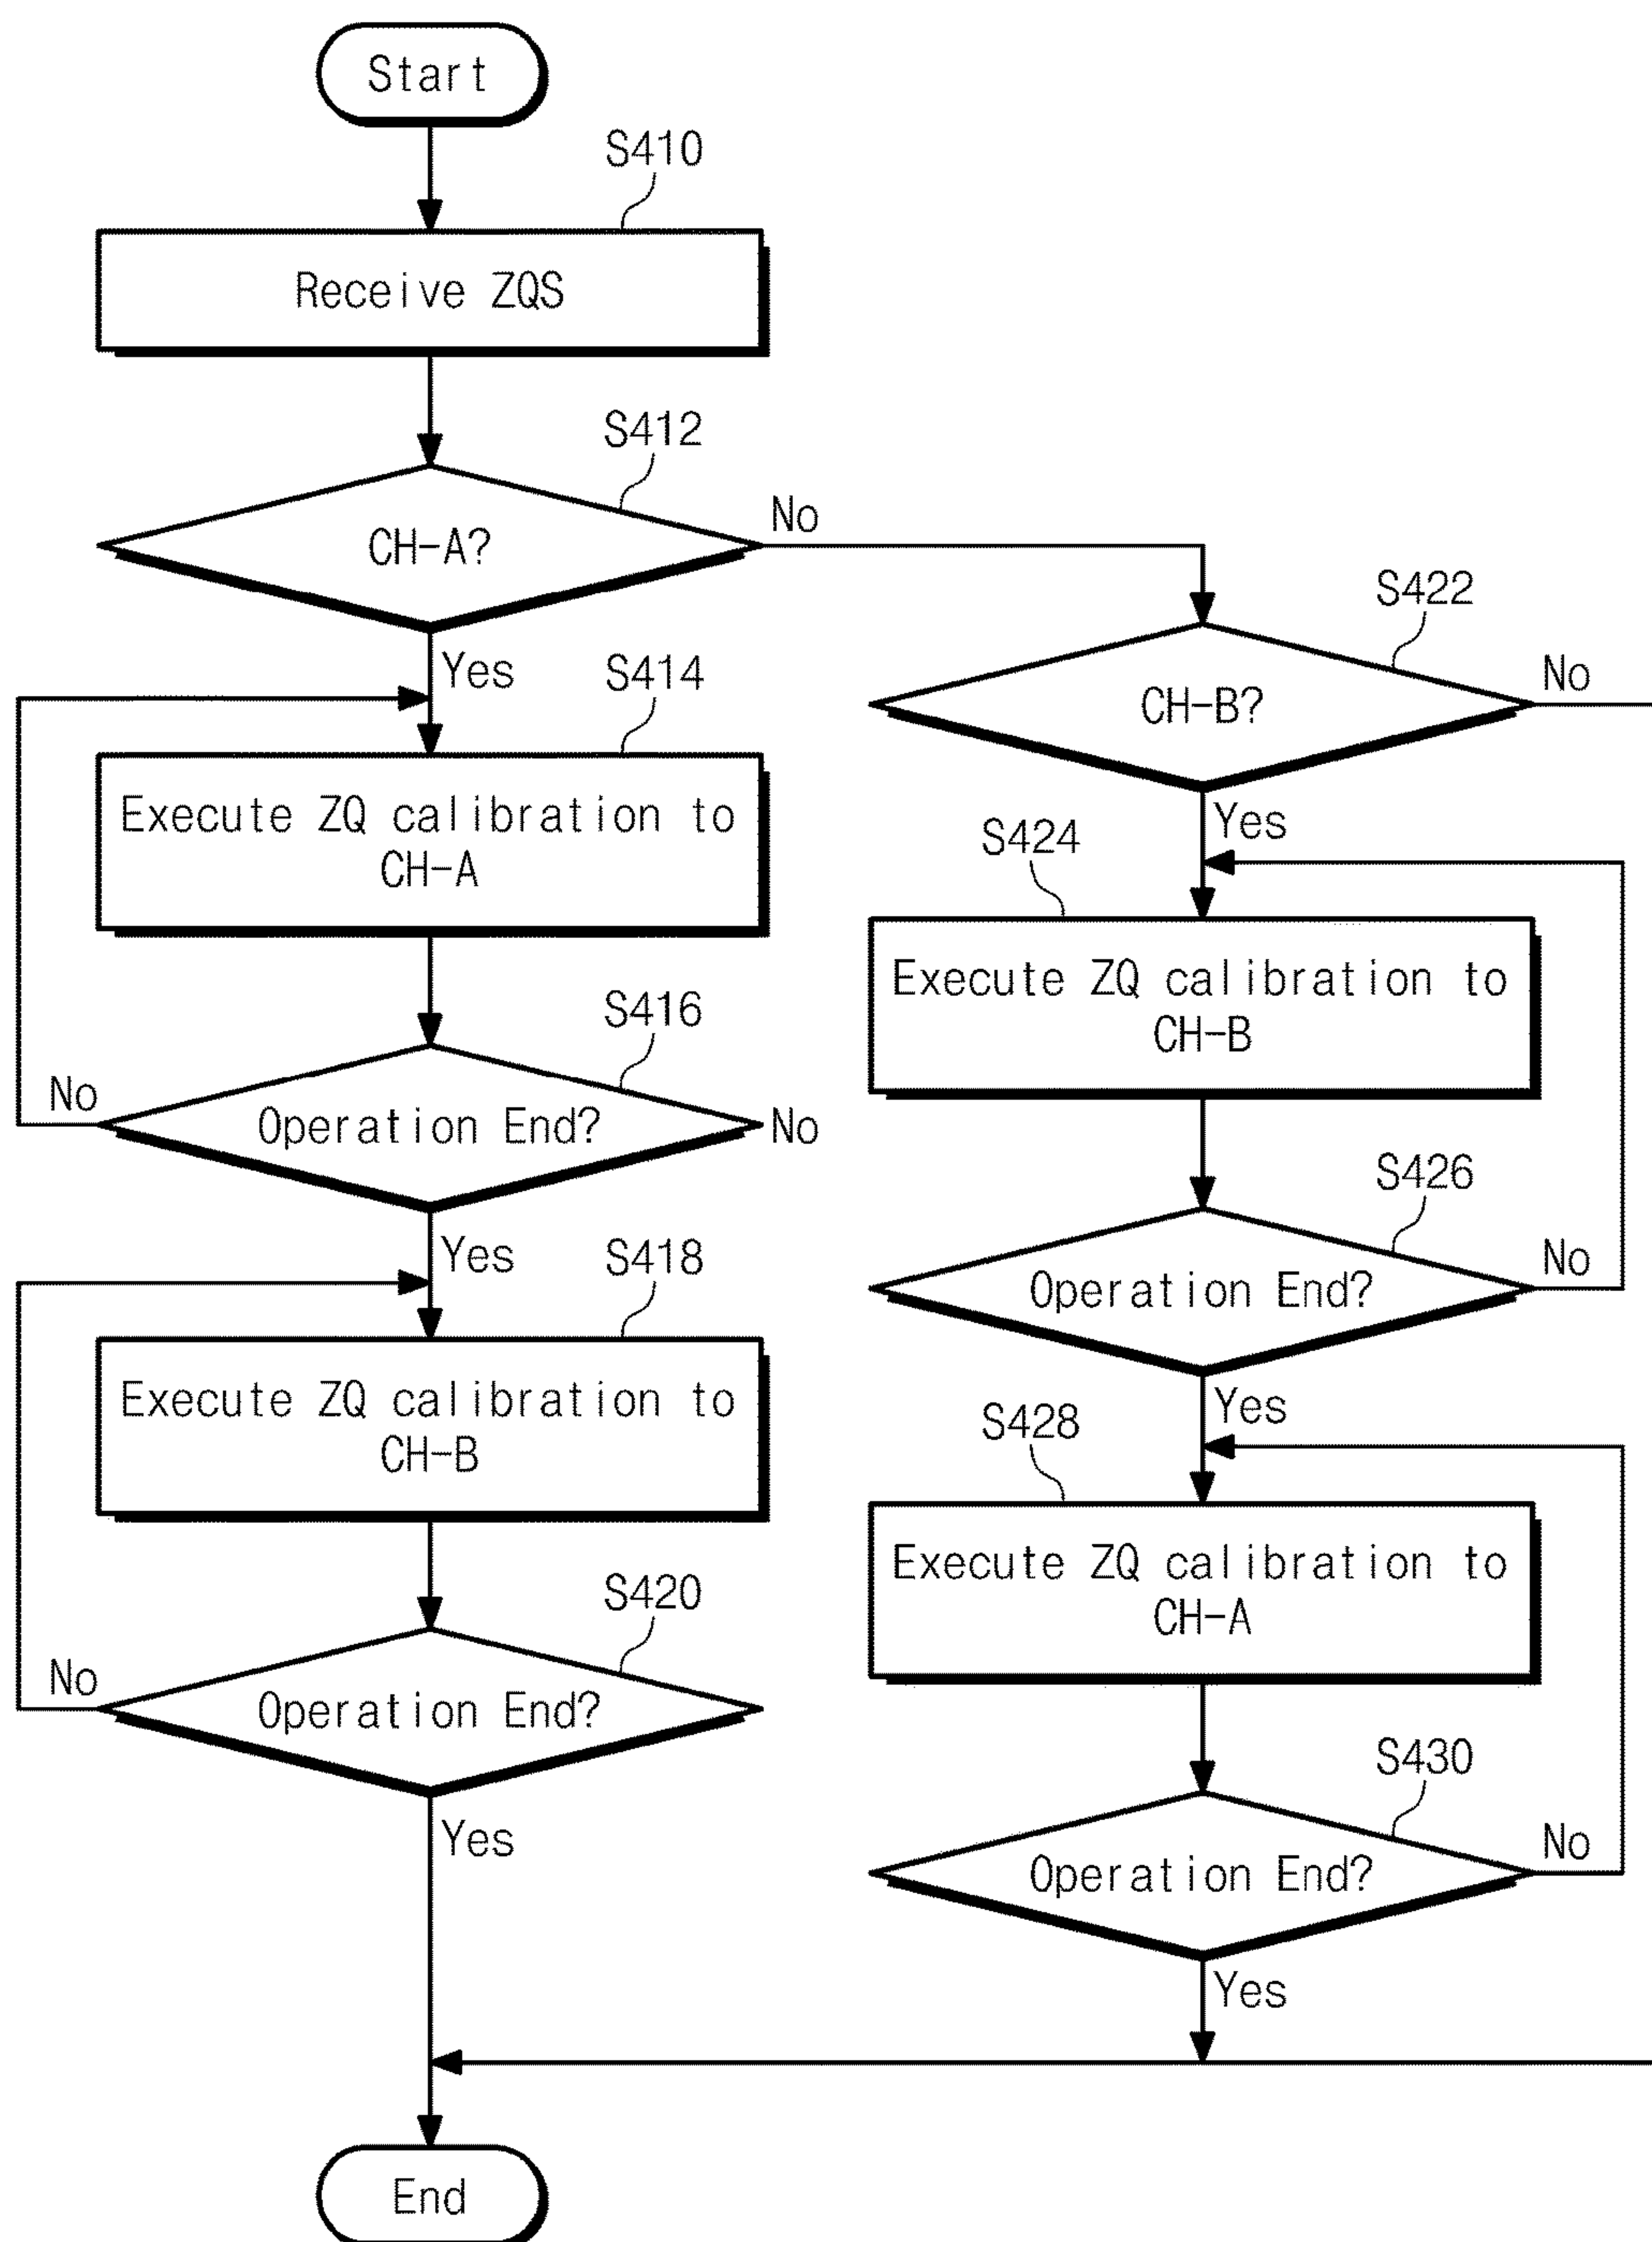 Start
S410
Receive ZQS
S412
CH-A?
No
Yes
S414
Execute ZQ calibration to
CH-A
S416
No
Operation End?
No
Yes
S418
Execute ZQ calibration to
CH-B
S420
No
Operation End?
Yes
S422
CH-B?
No
Yes
S424
Execute ZQ calibration to
CH-B
S426
Operation End?
No
Yes
S428
Execute ZQ calibration to
CH-A
S430
Operation End?
No
Yes
End